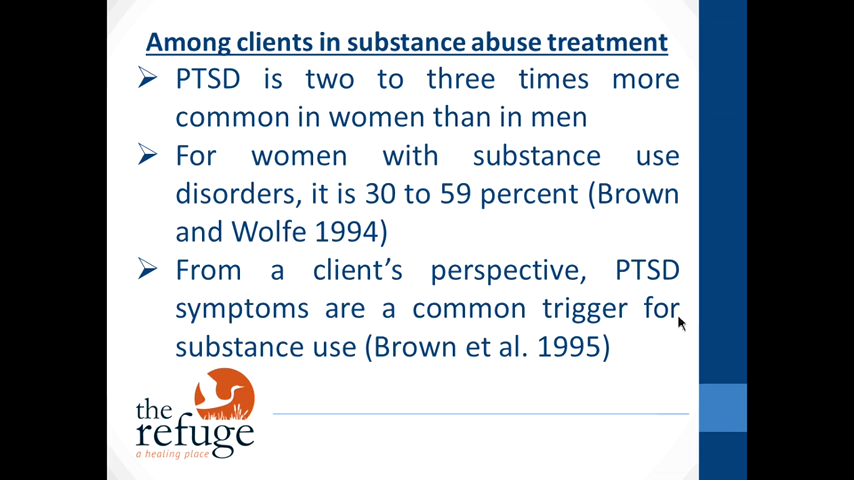 Among clients in substance abuse treatment
➢ PTSD is two to three times more
common in women than in men
➢ For women with substance use
disorders, it is 30 to 59 percent (Brown
and Wolfe 1994)
➢ From a client’s perspective, PTSD
symptoms are a common trigger for
substance use (Brown et al. 1995)
the
refuge
a healing place